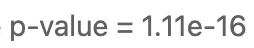 p-value = 1.11e-16